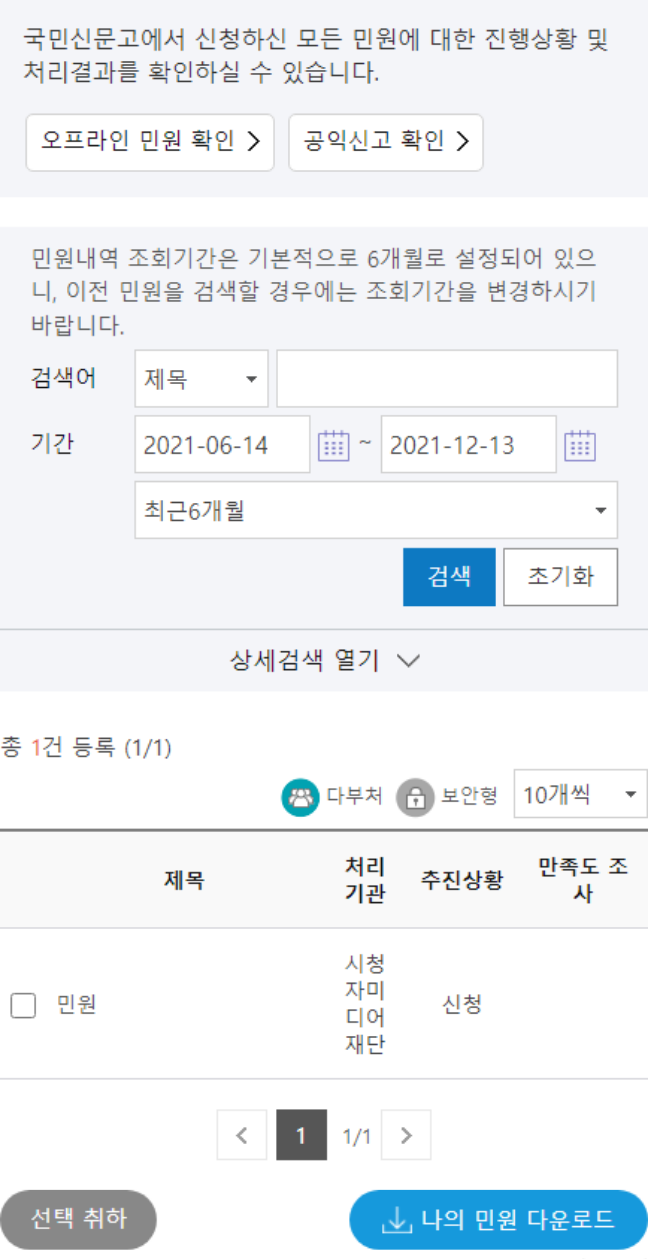 국민신문고에서 신청하신 모든 민원에 대한 진행상황 및
처리결과를 확인하실 수 있습니다.
오프라인 민원 확인 공익신고 확인
민원내역 조회기간은 기본적으로 6개월로 설정되어 있으
니, 이전 민원을 검색할 경우에는 조회기간을 변경하시기
바랍니다.
검색어 제목
기간 2021-06-14 ~ 2021-12-13
최근6개월
검색 초기화
상세검색 열기
총 1건 등록 (1/1)
다부처 보안형 10개씩
제목 처리 기관 추진상황 만족도 조 사
민원 시청 자미 디어 재단 신청
< 1 1/1 >
선택 취하 나의 민원 다운로드